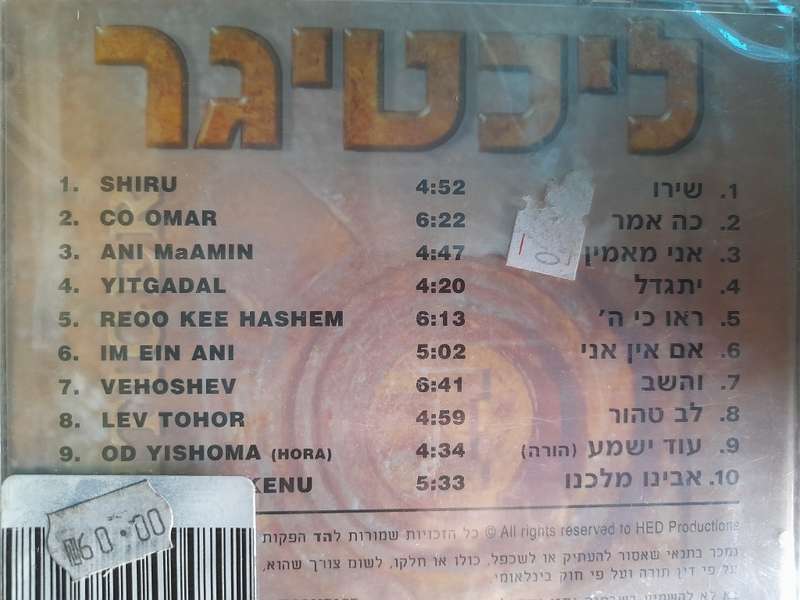 ליכטיגר
1. SHIRU 4:52 שירו .1
2. CO OMAR 6:22 כה אמר .2
3. ANI MaAMIN 4:47 אני מאמין .3
4. YITGADAL 4:20 יתגדל .4
5. REOO KEE HASHEM 6:13 ראו כי ה' .5
6. IM EIN ANI 5:02 אם אין אני .6
7. VEHOSHEV 6:41 והשב .7
8. LEV TOHOR 4:59 לב טהור .8
9. OD YISHOMA (HORA) 4:34 עוד ישמע (הורה) .9
KENU 5:33 אבינו מלכנו .10
₪60.00
כל הזכויות שמורות להד הפקות © All rights reserved to HED Productions
נמכר בתנאי שאסור להעתיק או לשכפל, כולו או חלקו, לשום צורך שהוא,
על פי דין תורה ועל פי חוק בינלאומי.